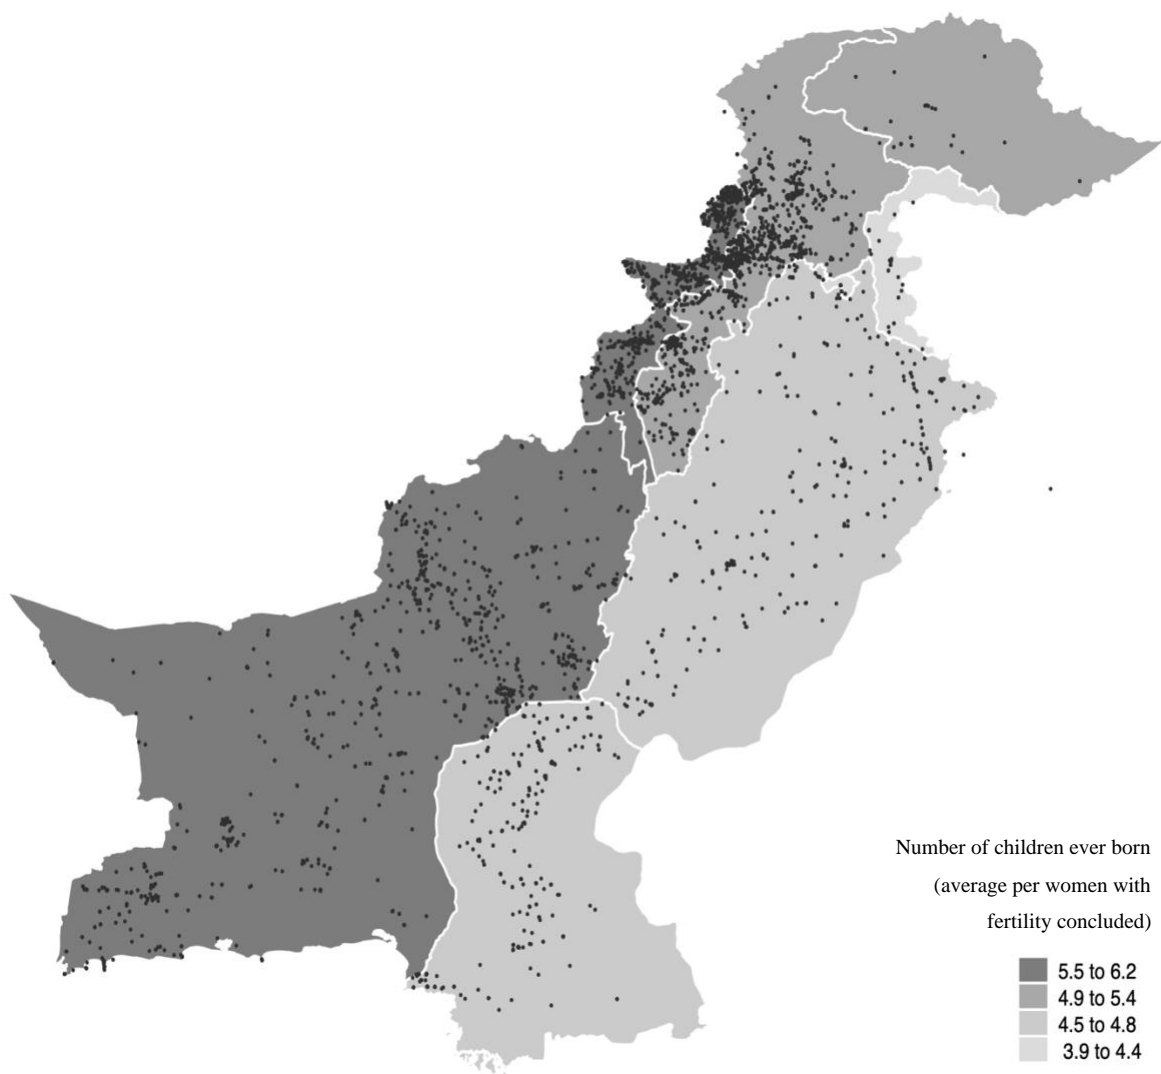 Number of children ever born
(average per women with
fertility concluded)
5.5 to 6.2
4.9 to 5.4
4.5 to 4.8
3.9 to 4.4